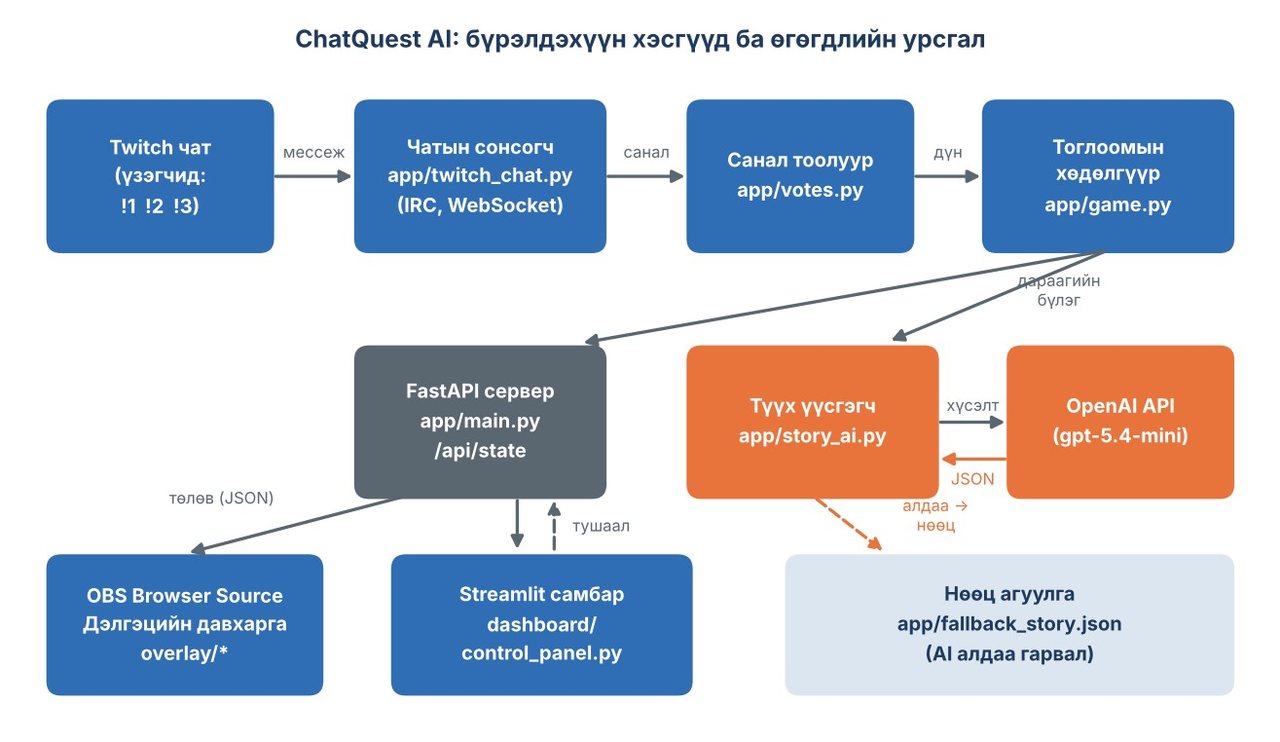 ChatQuest AI: бүрэлдэхүүн хэсгүүд ба өгөгдлийн урсгал
Twitch чат
(үзэгчид:
!1 !2 !3)
мессеж
Чатын сонсогч
app/twitch_chat.py
(IRC, WebSocket)
санал
Санал тоолуур
app/votes.py
дүн
Тоглоомын
хөдөлгүүр
app/game.py
дараагийн
бүлэг
FastAPI сервер
app/main.py
/api/state
Түүх үүсгэгч
app/story_ai.py
хүсэлт
OpenAI API
(gpt-5.4-mini)
JSON
төлөв (JSON)
тушаал
алдаа →
нөөц
OBS Browser Source
Дэлгэцийн давхарга
overlay/*
Streamlit самбар
dashboard/
control_panel.py
Нөөц агуулга
app/fallback_story.json
(AI алдаа гарвал)